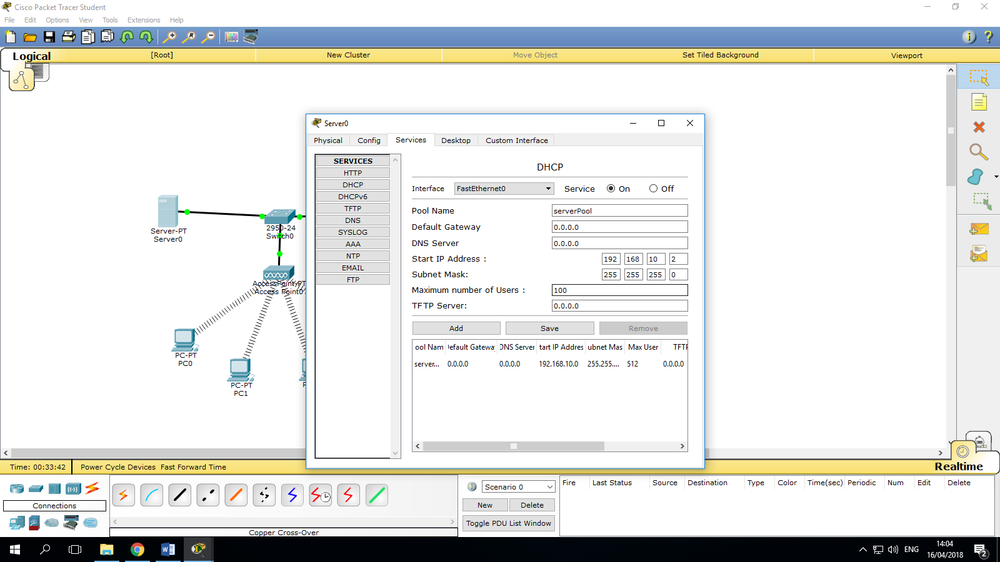 Cisco Packet Tracer Student
File Edit Options View Tools Extensions Help
Logical [Root] New Cluster Move Object Set Tiled Background Viewport
Server0
Physical Config Services Desktop Custom Interface
SERVICES
HTTP
DHCP
DHCPv6
TFTP
DNS
SYSLOG
AAA
NTP
EMAIL
FTP
DHCP
Interface FastEthernet0 Service On Off
Pool Name serverPool
Default Gateway 0.0.0.0
DNS Server 0.0.0.0
Start IP Address : 192 168 10 2
Subnet Mask: 255 255 255 0
Maximum number of Users : 100
TFTP Server: 0.0.0.0
Add Save Remove
ool Nam efault Gatewa DNS Server tart IP Addres ubnet Mas Max User TFTP
server... 0.0.0.0 0.0.0.0 192.168.10.0 255.255.... 512 0.0.0.0
Server-PT
Server0
2950-24
Switch0
AccessPoint-PT
Access Point0
PC-PT
PC0
PC-PT
PC1
P
Time: 00:33:42 Power Cycle Devices Fast Forward Time
Realtime
Connections
Copper Cross-Over
Scenario 0
New Delete
Toggle PDU List Window
Fire Last Status Source Destination Type Color Time(sec) Periodic Num Edit Delete
ENG
14:04
16/04/2018
2